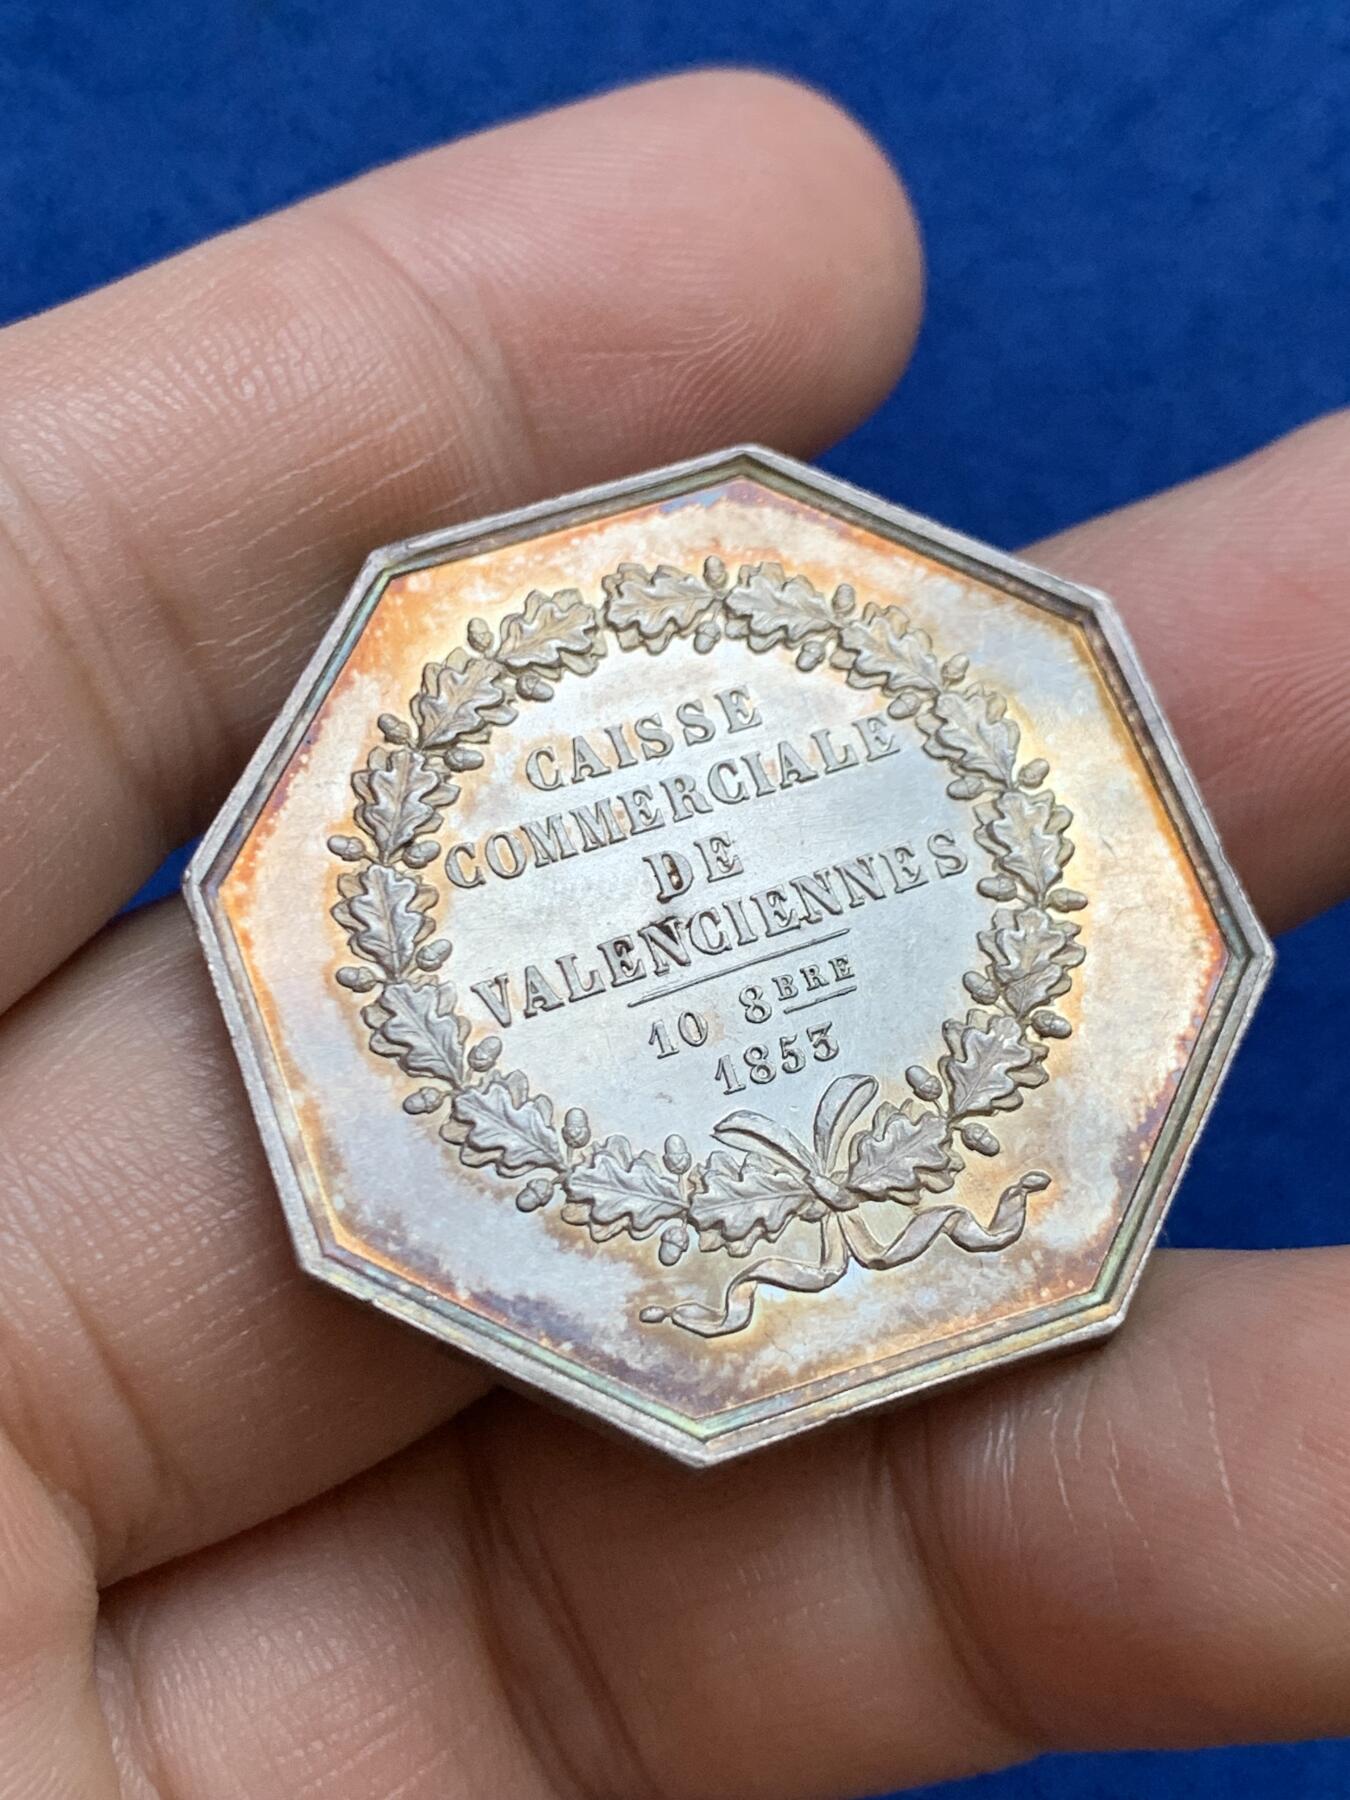 CAISSE
COMMERCIALE
DE
VALENCIENNES
10 8BRE
1853